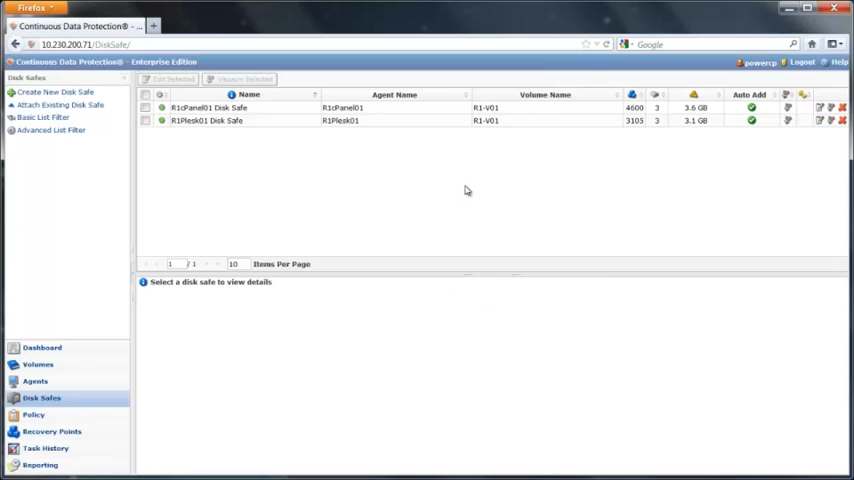 Firefox
Continuous Data Protection® - ...
10.230.200.71/DiskSafe/
Google
Continuous Data Protection® - Enterprise Edition
powercp
Logout
Help
Disk Safes
Edit Selected
Vacuum Selected
Create New Disk Safe
Attach Existing Disk Safe
Basic List Filter
Advanced List Filter
Name
Agent Name
Volume Name
Auto Add
R1cPanel01 Disk Safe
R1cPanel01
R1-V01
4600
3
3.6 GB
R1Plesk01 Disk Safe
R1Plesk01
R1-V01
3105
3
3.1 GB
1 / 1
10
Items Per Page
Select a disk safe to view details
Dashboard
Volumes
Agents
Disk Safes
Policy
Recovery Points
Task History
Reporting